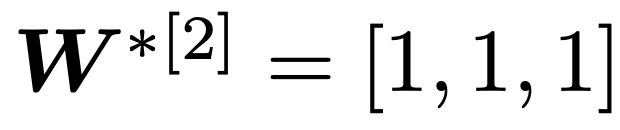 W*[2] = [1, 1, 1]